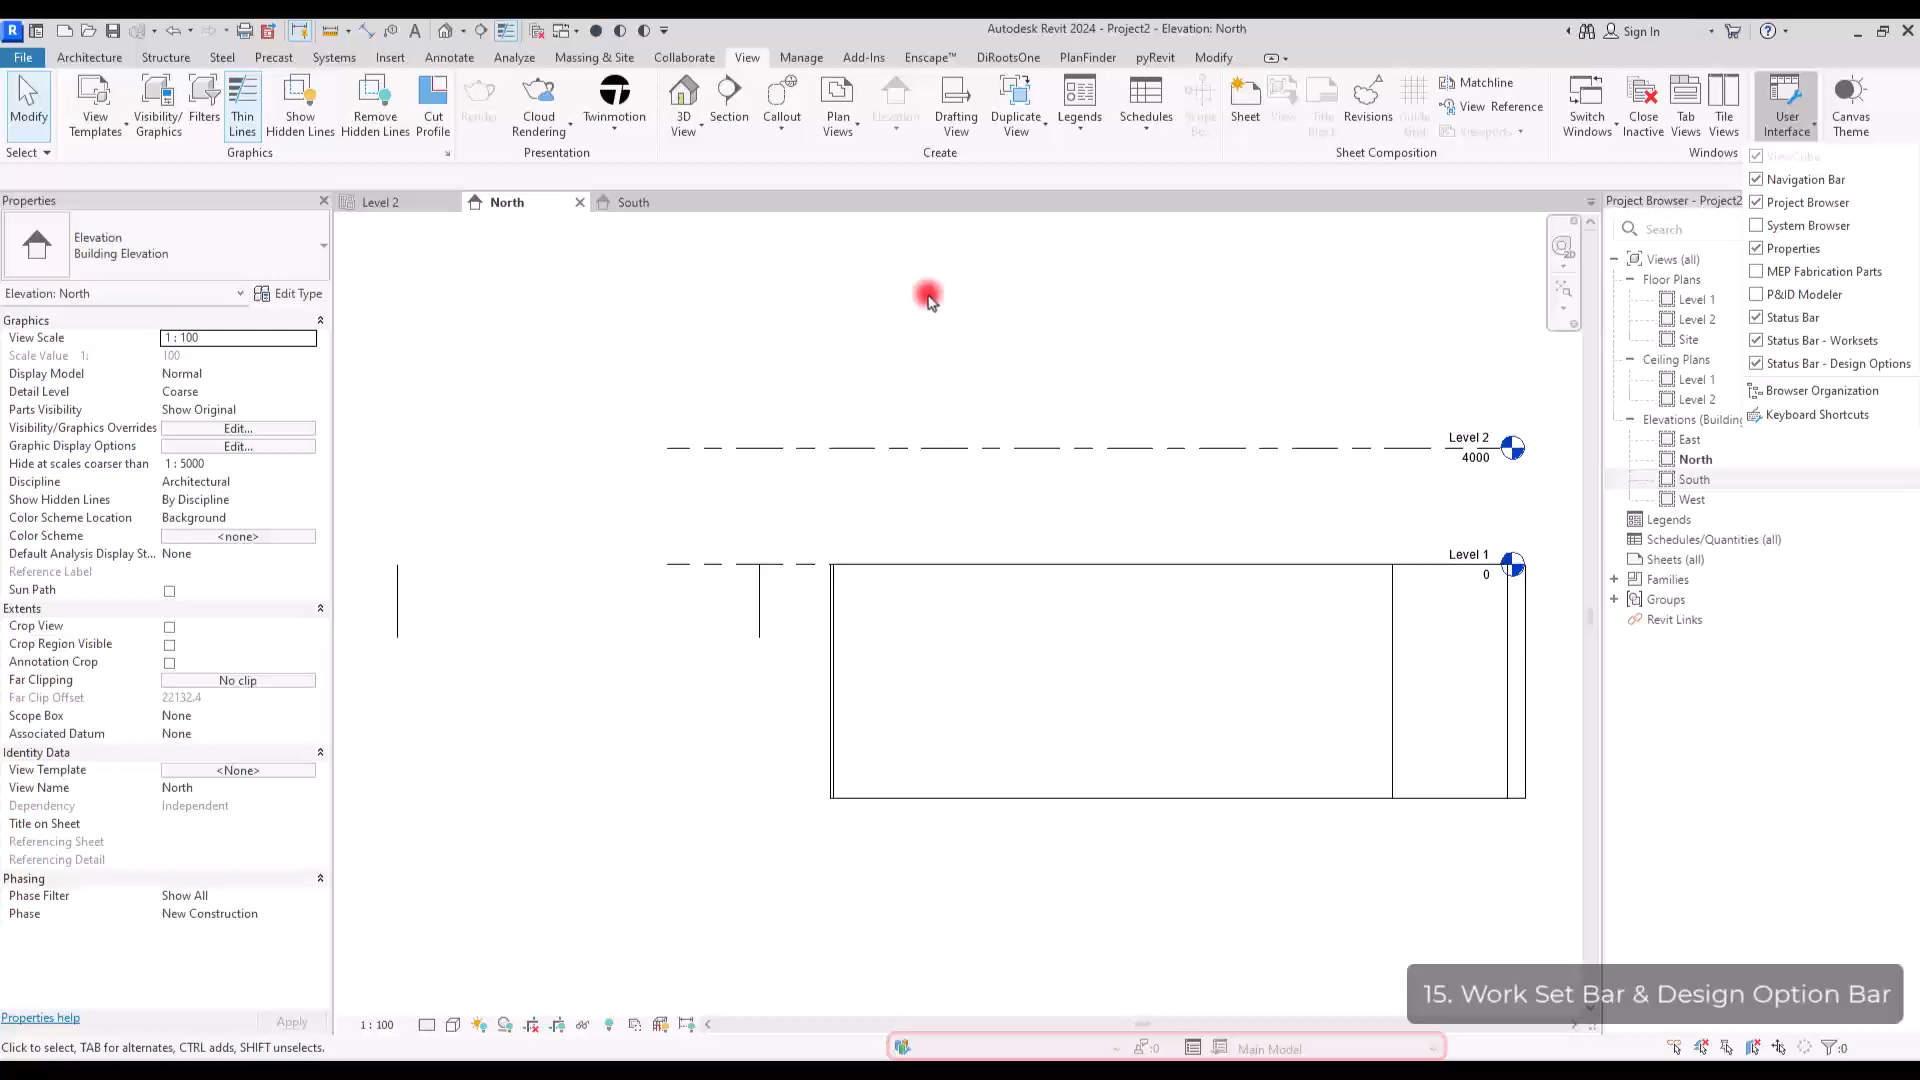 Autodesk Revit 2024 - Project2 - Elevation: North
Sign In
File Architecture Structure Steel Precast Systems Insert Annotate Analyze Massing & Site Collaborate View Manage Add-Ins Enscape™ DiRootsOne PlanFinder pyRevit Modify
Modify
View Templates
Visibility/ Graphics
Filters
Thin Lines
Show Hidden Lines
Remove Hidden Lines
Cut Profile
Render
Cloud Rendering
Twinmotion
3D View
Section
Callout
Plan Views
Elevation
Drafting View
Duplicate View
Legends
Schedules
Scope Box
Sheet
View
Title Block
Revisions
Guide Grid
Matchline
View Reference
Viewports
Switch Windows
Close Inactive
Tab Views
Tile Views
User Interface
Canvas Theme
Select
Graphics
Presentation
Create
Sheet Composition
Windows
ViewCube
Navigation Bar
Project Browser
System Browser
Properties
MEP Fabrication Parts
P&ID Modeler
Status Bar
Status Bar - Worksets
Status Bar - Design Options
Browser Organization
Keyboard Shortcuts
Properties
Level 2
North
South
Elevation
Building Elevation
Elevation: North
Edit Type
Graphics
View Scale 1 : 100
Scale Value 1: 100
Display Model Normal
Detail Level Coarse
Parts Visibility Show Original
Visibility/Graphics Overrides Edit...
Graphic Display Options Edit...
Hide at scales coarser than 1 : 5000
Discipline Architectural
Show Hidden Lines By Discipline
Color Scheme Location Background
Color Scheme <none>
Default Analysis Display St... None
Reference Label
Sun Path
Extents
Crop View
Crop Region Visible
Annotation Crop
Far Clipping No clip
Far Clip Offset 22132.4
Scope Box None
Associated Datum None
Identity Data
View Template <None>
View Name North
Dependency Independent
Title on Sheet
Referencing Sheet
Referencing Detail
Phasing
Phase Filter Show All
Phase New Construction
Properties help
Apply
2D
Level 2
4000
Level 1
0
Project Browser - Project2
Search
Views (all)
Floor Plans
Level 1
Level 2
Site
Ceiling Plans
Level 1
Level 2
Elevations (Building
East
North
South
West
Legends
Schedules/Quantities (all)
Sheets (all)
Families
Groups
Revit Links
15. Work Set Bar & Design Option Bar
1 : 100
Click to select, TAB for alternates, CTRL adds, SHIFT unselects.
:0
Main Model
:0